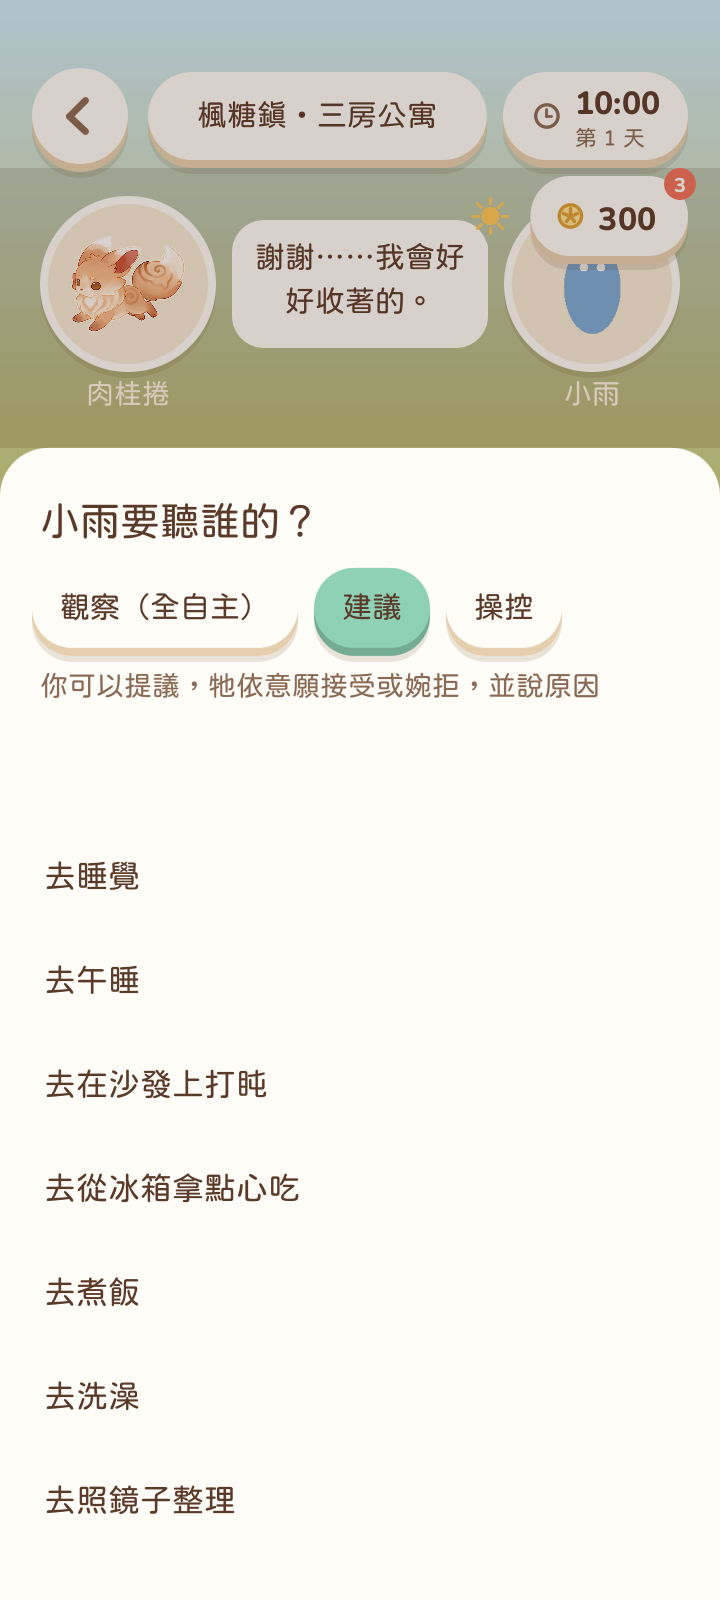 楓糖鎮・三房公寓
10:00
第 1 天
3
300
謝謝……我會好
好收著的。
肉桂捲
小雨
小雨要聽誰的？
觀察（全自主）
建議
操控
你可以提議，牠依意願接受或婉拒，並說原因
去睡覺
去午睡
去在沙發上打盹
去從冰箱拿點心吃
去煮飯
去洗澡
去照鏡子整理